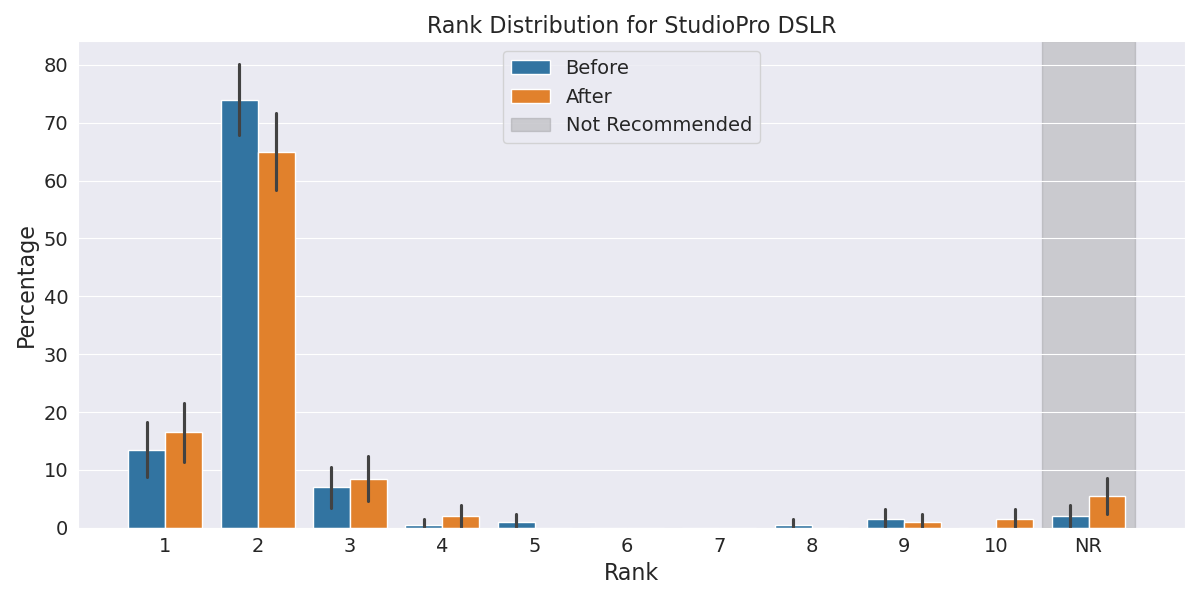 Rank Distribution for StudioPro DSLR
Before
After
Not Recommended
Percentage
80
70
60
50
40
30
20
10
0
1 2 3 4 5 6 7 8 9 10 NR
Rank